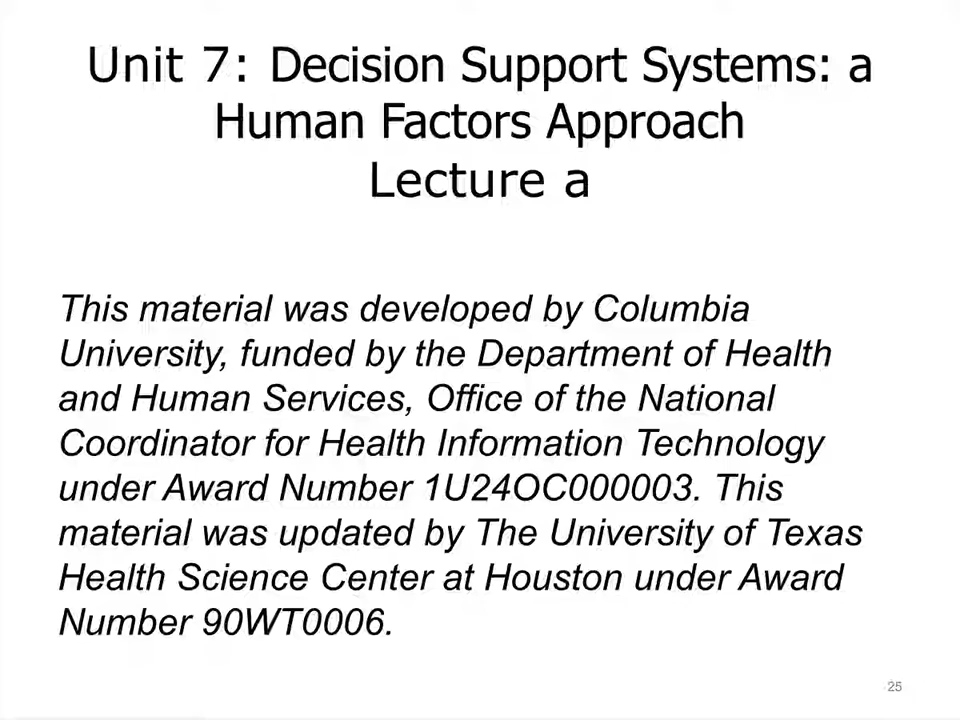 Unit 7: Decision Support Systems: a
Human Factors Approach
Lecture a
This material was developed by Columbia
University, funded by the Department of Health
and Human Services, Office of the National
Coordinator for Health Information Technology
under Award Number 1U24OC000003. This
material was updated by The University of Texas
Health Science Center at Houston under Award
Number 90WT0006.
25